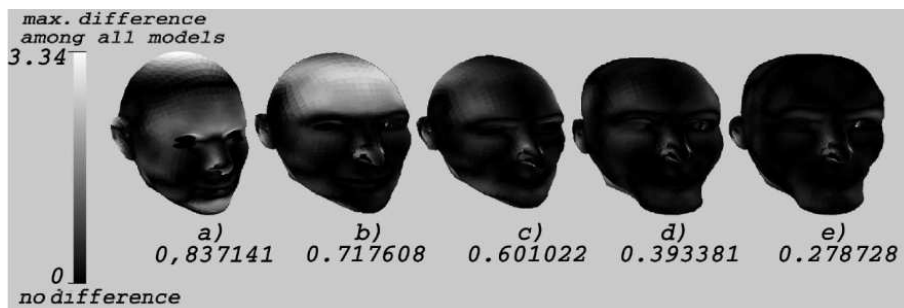 max. difference
among all models
3.34
a) b) c) d) e)
0,837141 0.717608 0.601022 0.393381 0.278728
0
no difference